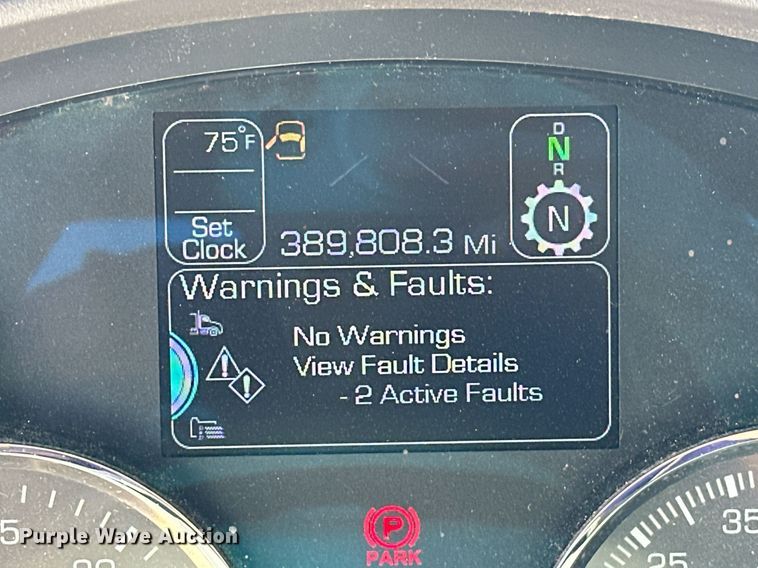 75°F
D
N
R
N
Set
Clock
389,808.3 Mi
Warnings & Faults:
No Warnings
View Fault Details
- 2 Active Faults
P
PARK
Purple Wave Auction
35
25